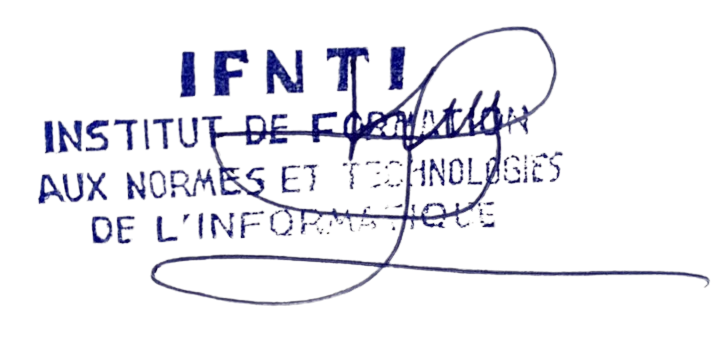 IFNTI
INSTITUT DE FORMATION
AUX NORMES ET TECHNOLOGIES
DE L'INFORMATIQUE